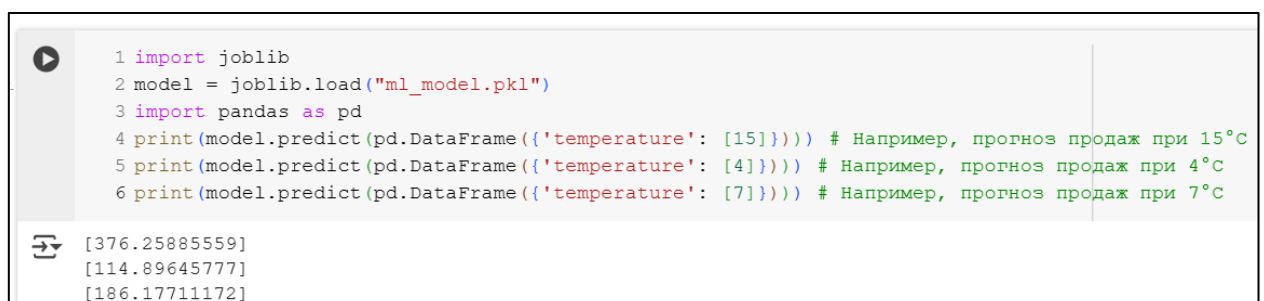 1 import joblib
2 model = joblib.load("ml_model.pkl")
3 import pandas as pd
4 print(model.predict(pd.DataFrame({'temperature': [15]}))) # Например, прогноз продаж при 15°C
5 print(model.predict(pd.DataFrame({'temperature': [4]}))) # Например, прогноз продаж при 4°C
6 print(model.predict(pd.DataFrame({'temperature': [7]}))) # Например, прогноз продаж при 7°C
[376.25885559]
[114.89645777]
[186.17711172]